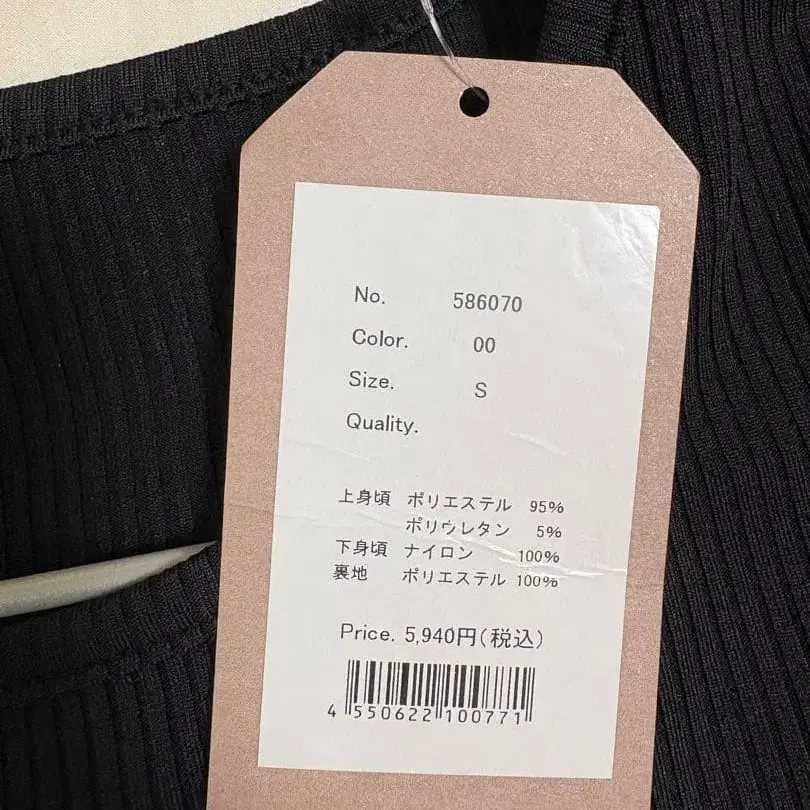 No. 586070
Color. 00
Size. S
Quality.
上身頃 ポリエステル 95%
ポリウレタン 5%
下身頃 ナイロン 100%
裏地 ポリエステル 100%
Price. 5,940円(税込)
4 550622 100771